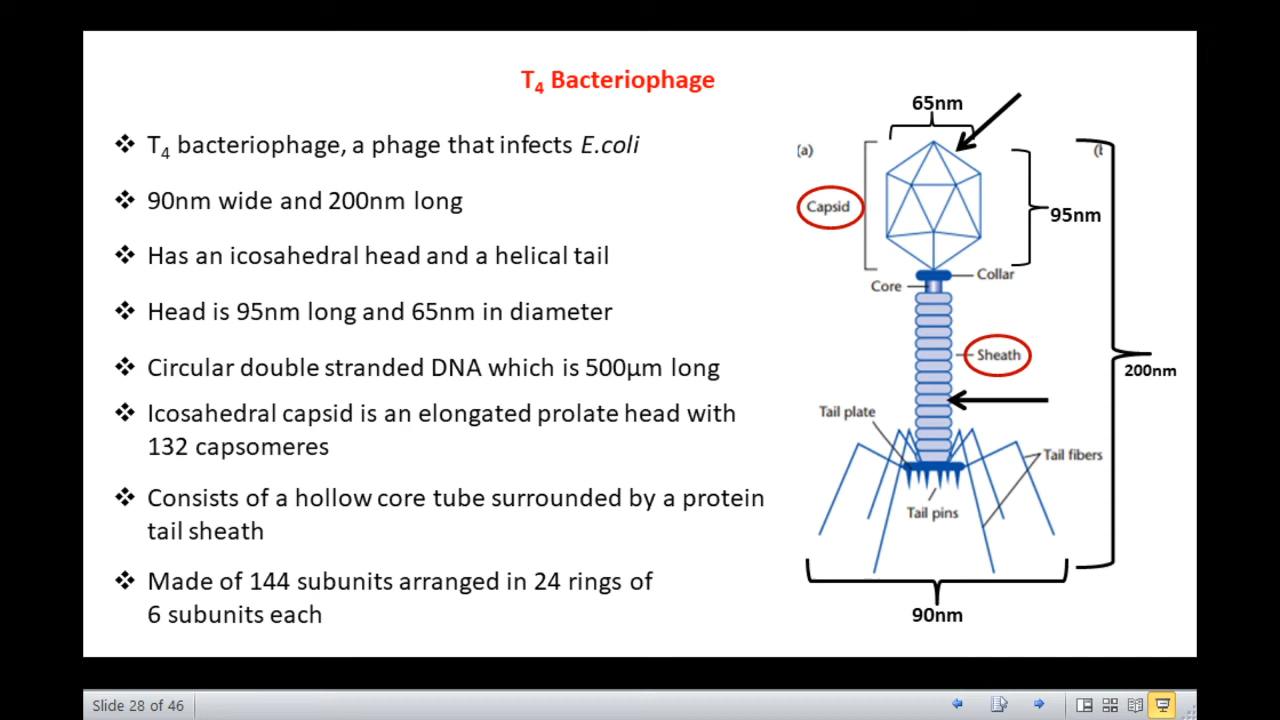 T4 Bacteriophage
❖ T4 bacteriophage, a phage that infects E.coli
❖ 90nm wide and 200nm long
❖ Has an icosahedral head and a helical tail
❖ Head is 95nm long and 65nm in diameter
❖ Circular double stranded DNA which is 500µm long
❖ Icosahedral capsid is an elongated prolate head with
132 capsomeres
❖ Consists of a hollow core tube surrounded by a protein
tail sheath
❖ Made of 144 subunits arranged in 24 rings of
6 subunits each
65nm
(a)
Capsid
95nm
Collar
Core
Sheath
200nm
Tail plate
Tail fibers
Tail pins
90nm
Slide 28 of 46